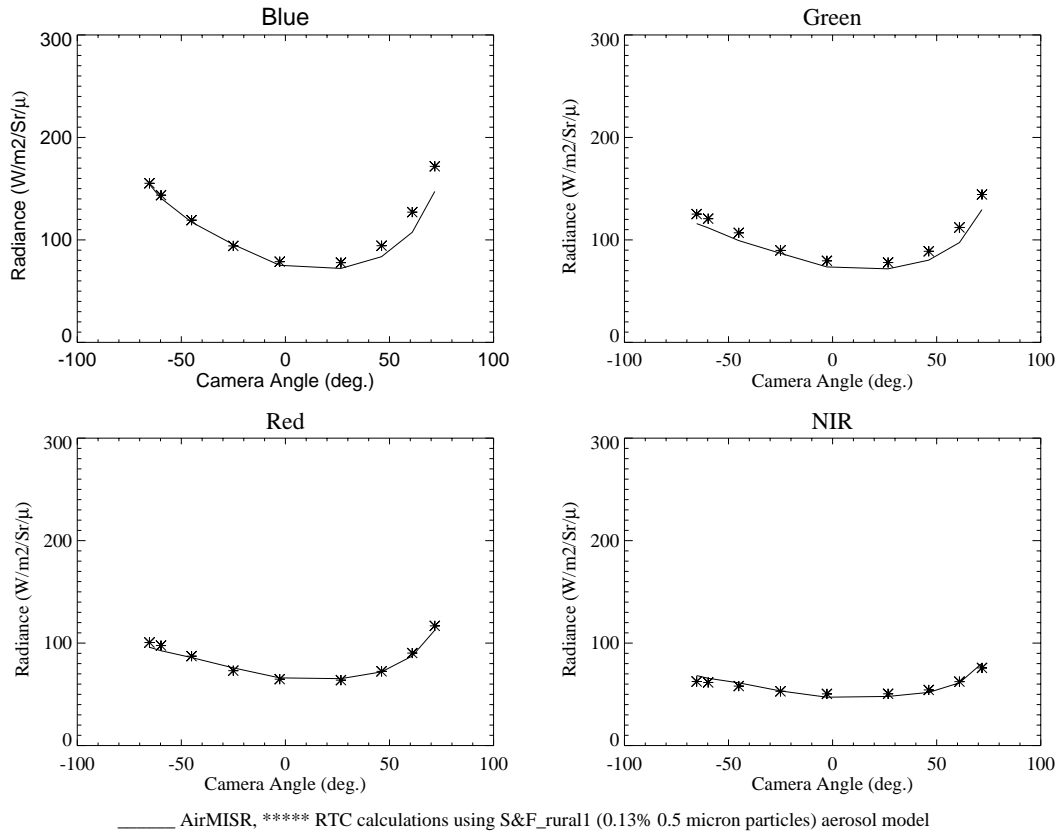 Blue
300
200
100
0
Radiance (W/m2/Sr/μ)
-100 -50 0 50 100
Camera Angle (deg.)
Green
300
200
100
0
Radiance (W/m2/Sr/μ)
-100 -50 0 50 100
Camera Angle (deg.)
Red
300
200
100
0
Radiance (W/m2/Sr/μ)
-100 -50 0 50 100
Camera Angle (deg.)
NIR
300
200
100
0
Radiance (W/m2/Sr/μ)
-100 -50 0 50 100
Camera Angle (deg.)
______ AirMISR, ***** RTC calculations using S&F_rural1 (0.13% 0.5 micron particles) aerosol model